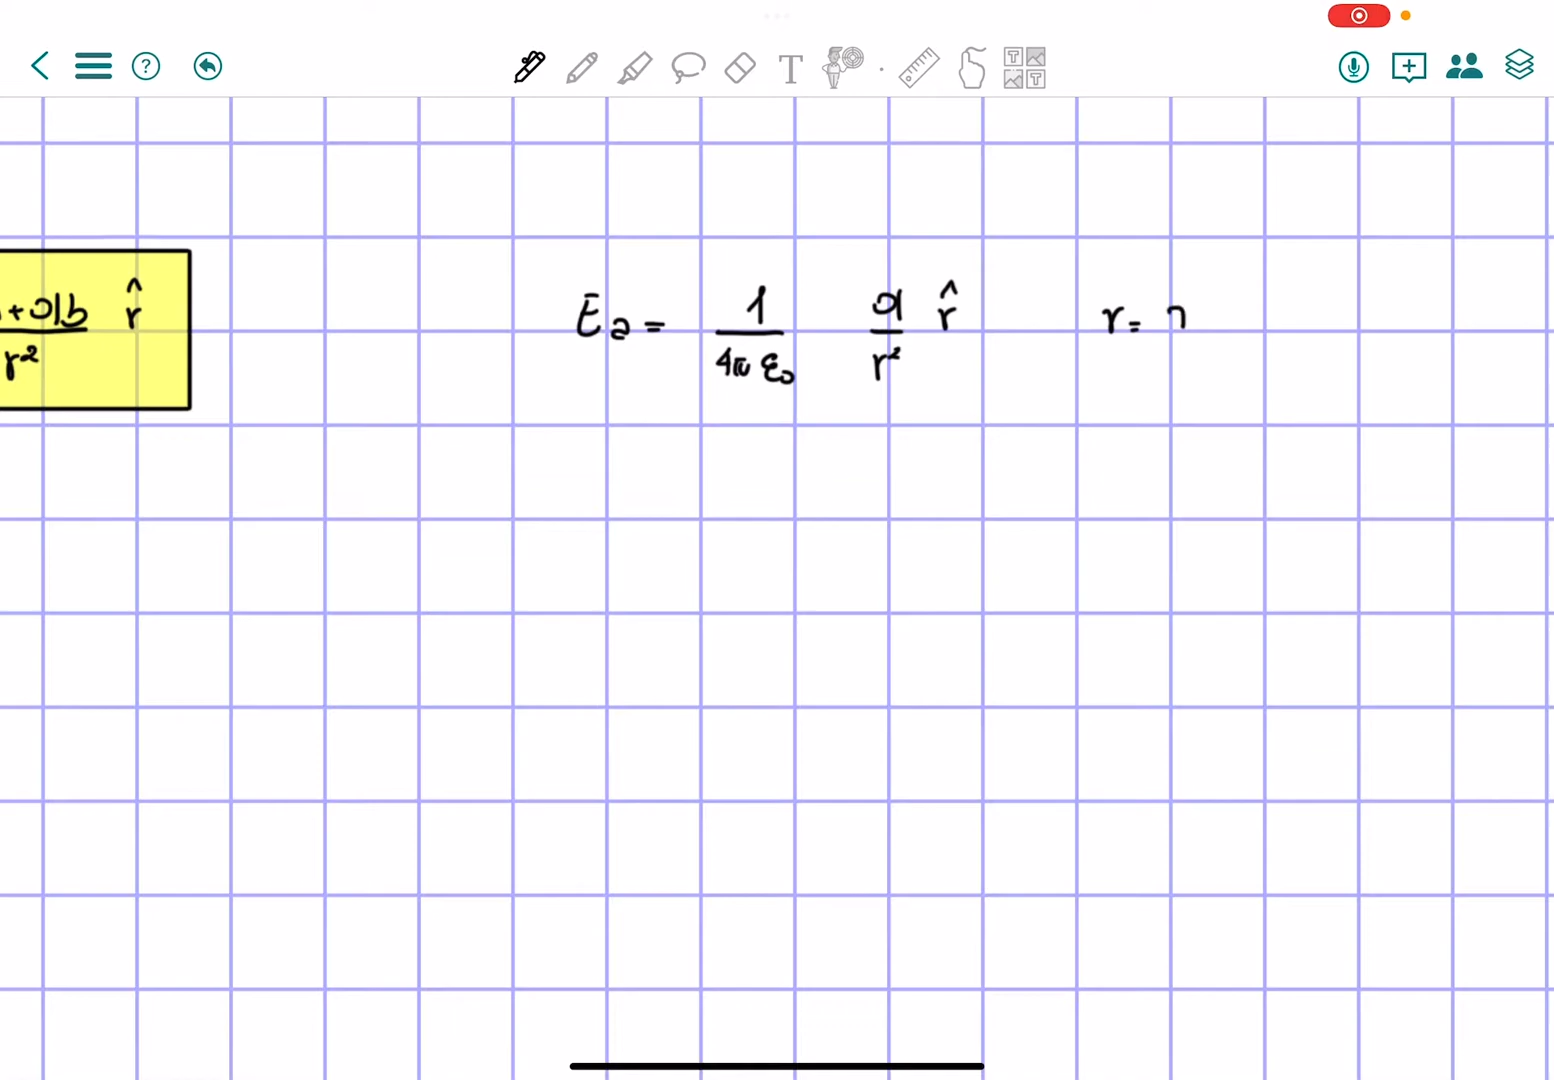 + qb r̂
r²
Ea = 1/4πε₀ q/r² r̂ r =
T
?